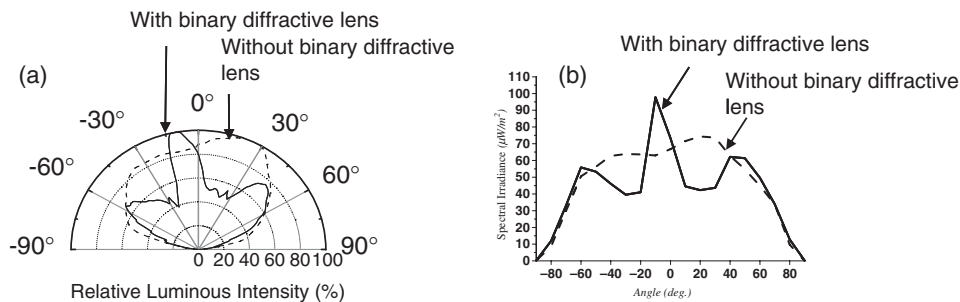 With binary diffractive lens
Without binary diffractive
lens
(a)
0°
-30°
30°
-60°
60°
-90°
90°
0 20 40 60 80 100
Relative Luminous Intensity (%)
With binary diffractive lens
(b)
Without binary diffractive
lens
110
100
90
80
70
60
50
40
30
20
10
0
Spectral Irradiance (μW/m²)
−80 −60 −40 −20 0 20 40 60 80
Angle (deg.)